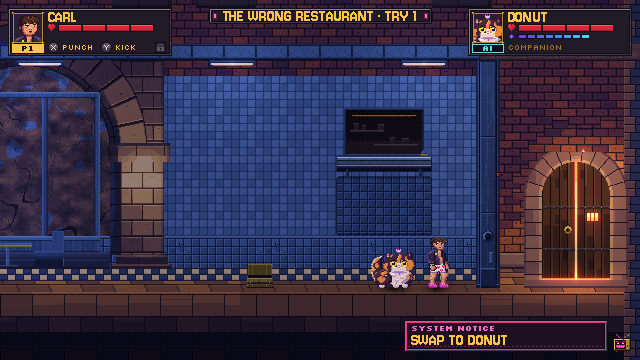 CARL
P1
X PUNCH Y KICK
THE WRONG RESTAURANT · TRY 1
DONUT
AI
COMPANION
SYSTEM NOTICE
SWAP TO DONUT